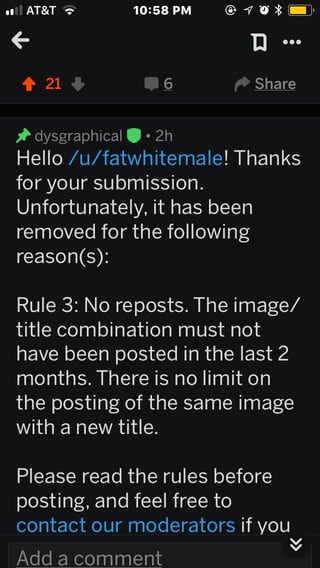 AT&T 10:58 PM
21 6 Share
dysgraphical • 2h
Hello /u/fatwhitemale! Thanks
for your submission.
Unfortunately, it has been
removed for the following
reason(s):
Rule 3: No reposts. The image/
title combination must not
have been posted in the last 2
months. There is no limit on
the posting of the same image
with a new title.
Please read the rules before
posting, and feel free to
contact our moderators if you
Add a comment